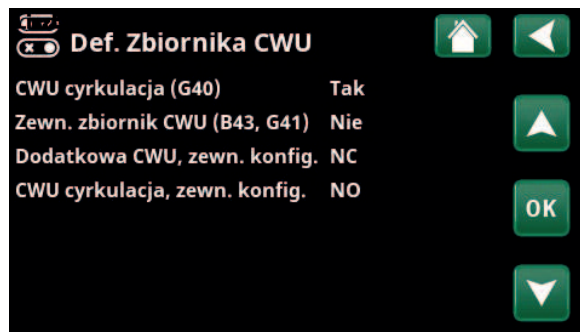 Def. Zbiornika CWU
CWU cyrkulacja (G40) Tak
Zewn. zbiornik CWU (B43, G41) Nie
Dodatkowa CWU, zewn. konfig. NC
CWU cyrkulacja, zewn. konfig. NO
OK